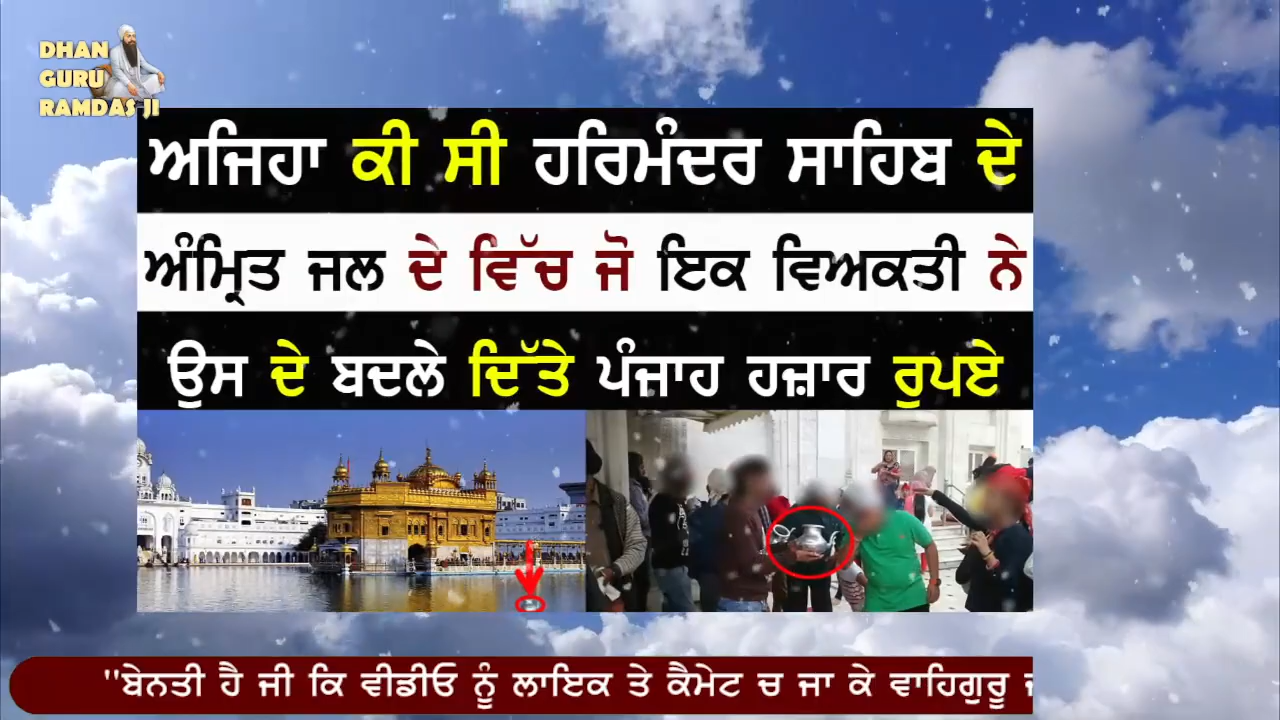 DHAN
GURU
RAMDAS JI
ਅਜਿਹਾ ਕੀ ਸੀ ਹਰਿਮੰਦਰ ਸਾਹਿਬ ਦੇ
ਅੰਮ੍ਰਿਤ ਜਲ ਦੇ ਵਿੱਚ ਜੋ ਇਕ ਵਿਅਕਤੀ ਨੇ
ਉਸ ਦੇ ਬਦਲੇ ਦਿੱਤੇ ਪੰਜਾਹ ਹਜ਼ਾਰ ਰੁਪਏ
"ਬੇਨਤੀ ਹੈ ਜੀ ਕਿ ਵੀਡੀਓ ਨੂੰ ਲਾਇਕ ਤੇ ਕੈਮੇਟ ਚ ਜਾ ਕੇ ਵਾਹਿਗੁਰੂ